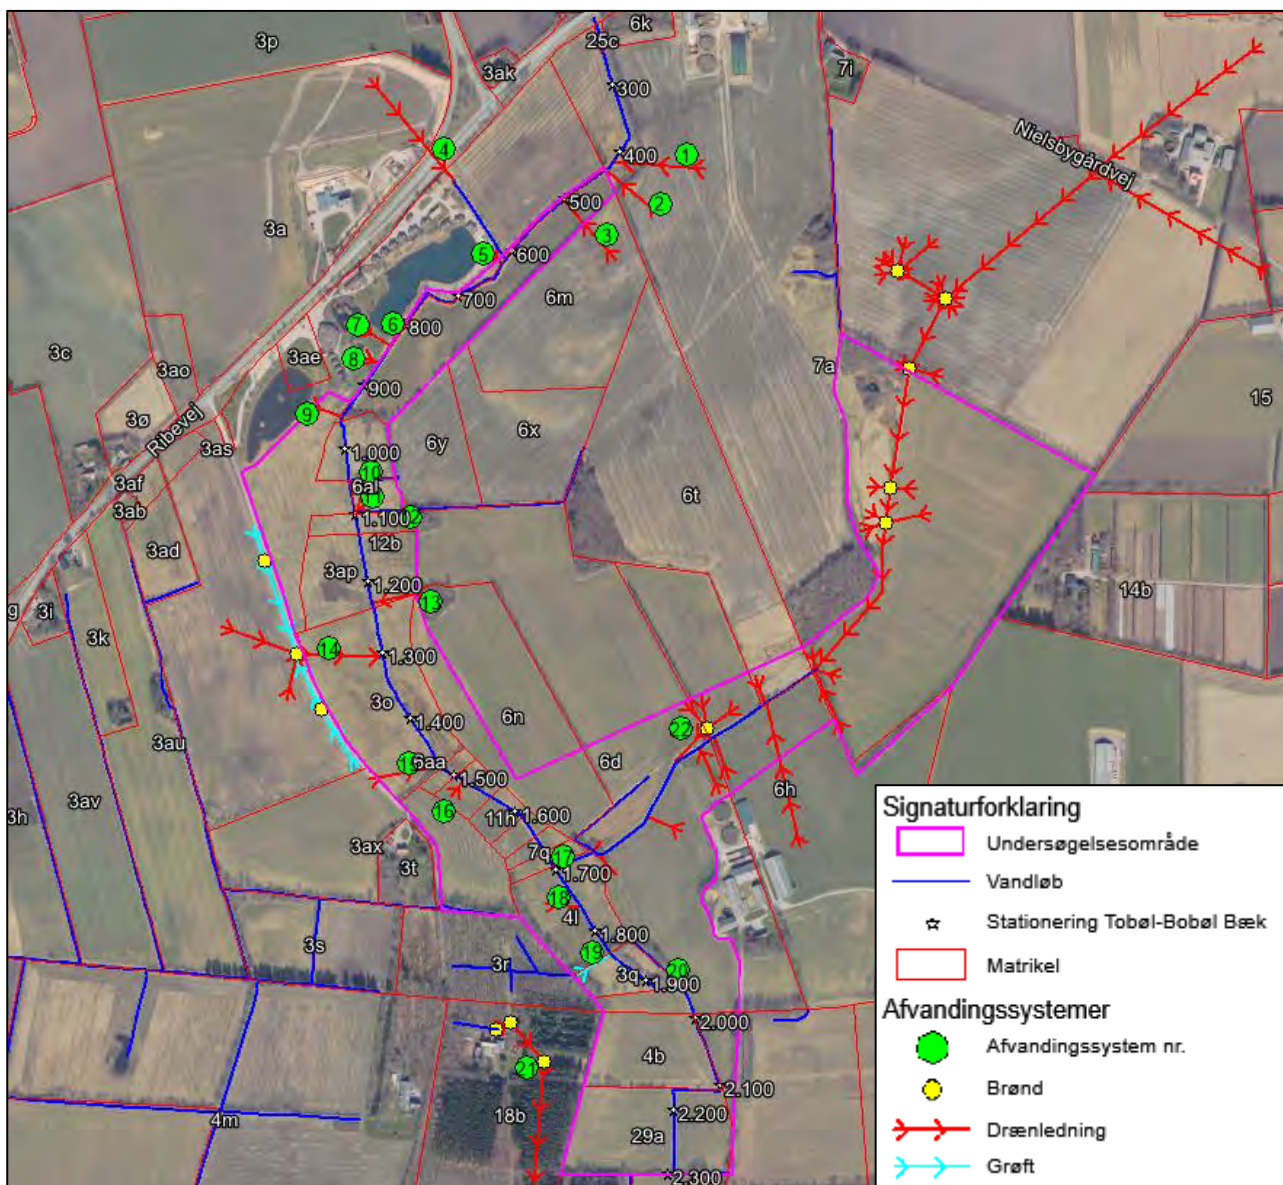 3p
3ak
25c
6k
7i
300
Nielsbygårdvej
4
400
1
3a
500
2
3
5
600
6m
700
7
6
800
3c
3ao
3ae
8
7a
900
15
3ø
9
Ribevej
3as
6y
6x
1.000
3af
10
6al
6t
3ab
11
1.100
3ad
12b
3ap
1.200
14b
g
3i
3k
13
14
1.300
3o
1.400
6n
3au
22
6aa
6d
1.500
3av
6h
3h
16
11h
1.600
3ax
3t
7q
17
1.700
18
4l
3s
1.800
3r
19
3q
20
1.900
2.000
4b
21
2.100
4m
18b
2.200
29a
2.300
Signaturforklaring
Undersøgelsesområde
Vandløb
Stationering Tobøl-Bobøl Bæk
Matrikel
Afvandingssystemer
Afvandingssystem nr.
Brønd
Drænledning
Grøft